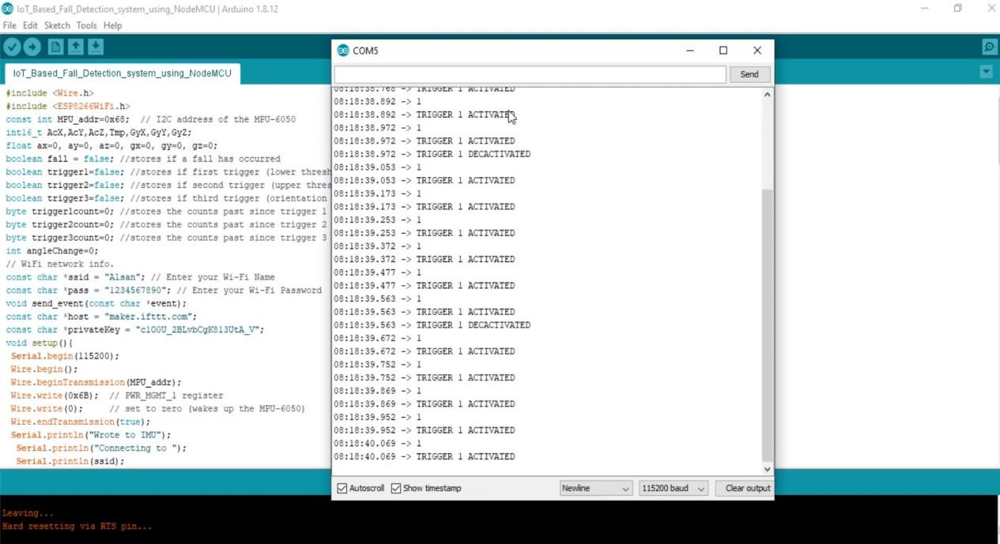 IoT_Based_Fall_Detection_system_using_NodeMCU | Arduino 1.8.12
File Edit Sketch Tools Help
IoT_Based_Fall_Detection_system_using_NodeMCU
#include <Wire.h>
#include <ESP8266WiFi.h>
const int MPU_addr=0x68;  // I2C address of the MPU-6050
int16_t AcX,AcY,AcZ,Tmp,GyX,GyY,GyZ;
float ax=0, ay=0, az=0, gx=0, gy=0, gz=0;
boolean fall = false; //stores if a fall has occurred
boolean trigger1=false; //stores if first trigger (lower thresh
boolean trigger2=false; //stores if second trigger (upper thres
boolean trigger3=false; //stores if third trigger (orientation
byte trigger1count=0; //stores the counts past since trigger 1
byte trigger2count=0; //stores the counts past since trigger 2
byte trigger3count=0; //stores the counts past since trigger 3
int angleChange=0;
// WiFi network info.
const char *ssid = "Alsan"; // Enter your Wi-Fi Name
const char *pass = "1234567890"; // Enter your Wi-Fi Password
void send_event(const char *event);
const char *host = "maker.ifttt.com";
const char *privateKey = "c1O0U_2BLvbCgK813UtA_V";
void setup(){
Serial.begin(115200);
Wire.begin();
Wire.beginTransmission(MPU_addr);
Wire.write(0x6B);  // PWR_MGMT_1 register
Wire.write(0);     // set to zero (wakes up the MPU-6050)
Wire.endTransmission(true);
Serial.println("Wrote to IMU");
Serial.println("Connecting to ");
Serial.println(ssid);
COM5
Send
08:18:38.768 -> TRIGGER 1 ACTIVATED
08:18:38.892 -> 1
08:18:38.892 -> TRIGGER 1 ACTIVATED
08:18:38.972 -> 1
08:18:38.972 -> TRIGGER 1 ACTIVATED
08:18:38.972 -> TRIGGER 1 DECACTIVATED
08:18:39.053 -> 1
08:18:39.053 -> TRIGGER 1 ACTIVATED
08:18:39.173 -> 1
08:18:39.173 -> TRIGGER 1 ACTIVATED
08:18:39.253 -> 1
08:18:39.253 -> TRIGGER 1 ACTIVATED
08:18:39.372 -> 1
08:18:39.372 -> TRIGGER 1 ACTIVATED
08:18:39.477 -> 1
08:18:39.477 -> TRIGGER 1 ACTIVATED
08:18:39.563 -> 1
08:18:39.563 -> TRIGGER 1 ACTIVATED
08:18:39.563 -> TRIGGER 1 DECACTIVATED
08:18:39.672 -> 1
08:18:39.672 -> TRIGGER 1 ACTIVATED
08:18:39.752 -> 1
08:18:39.752 -> TRIGGER 1 ACTIVATED
08:18:39.869 -> 1
08:18:39.869 -> TRIGGER 1 ACTIVATED
08:18:39.952 -> 1
08:18:39.952 -> TRIGGER 1 ACTIVATED
08:18:40.069 -> 1
08:18:40.069 -> TRIGGER 1 ACTIVATED
Autoscroll Show timestamp Newline 115200 baud Clear output
Leaving...
Hard resetting via RTS pin...